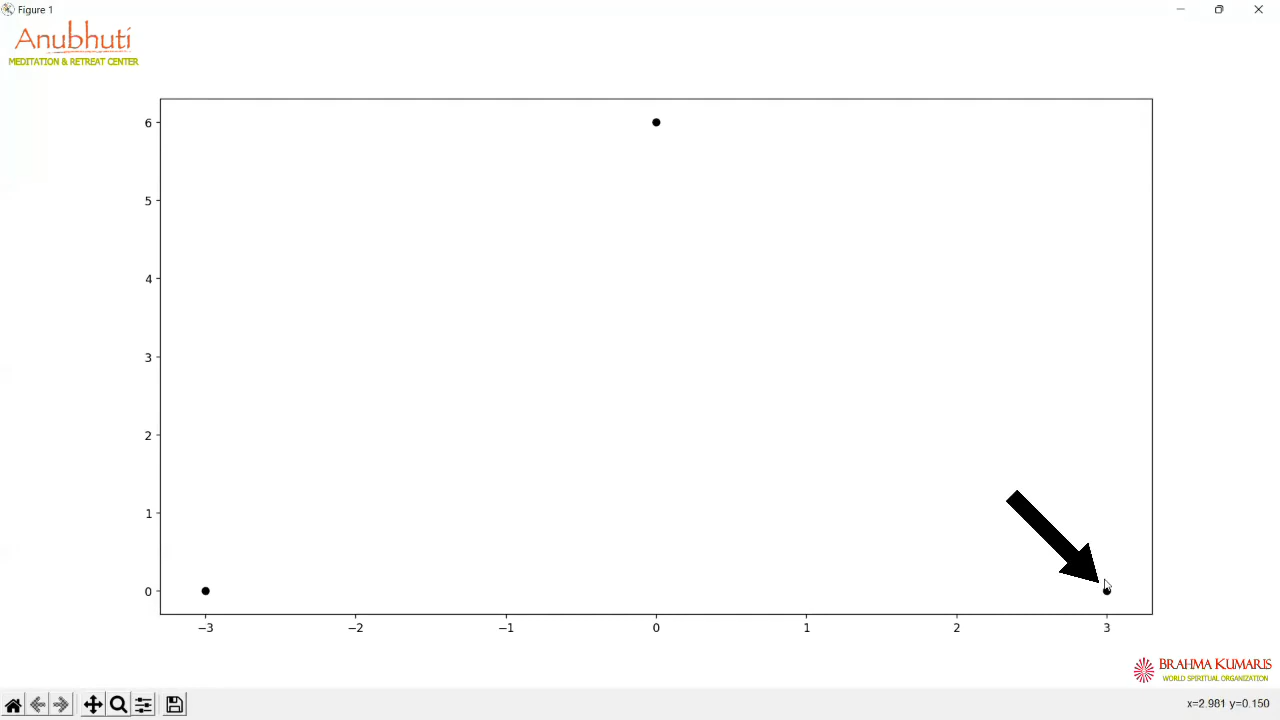 Figure 1
Anubhuti
MEDITATION & RETREAT CENTER
6
5
4
3
2
1
0
−3 −2 −1 0 1 2 3
BRAHMA KUMARIS
WORLD SPIRITUAL ORGANIZATION
x=2.981 y=0.150